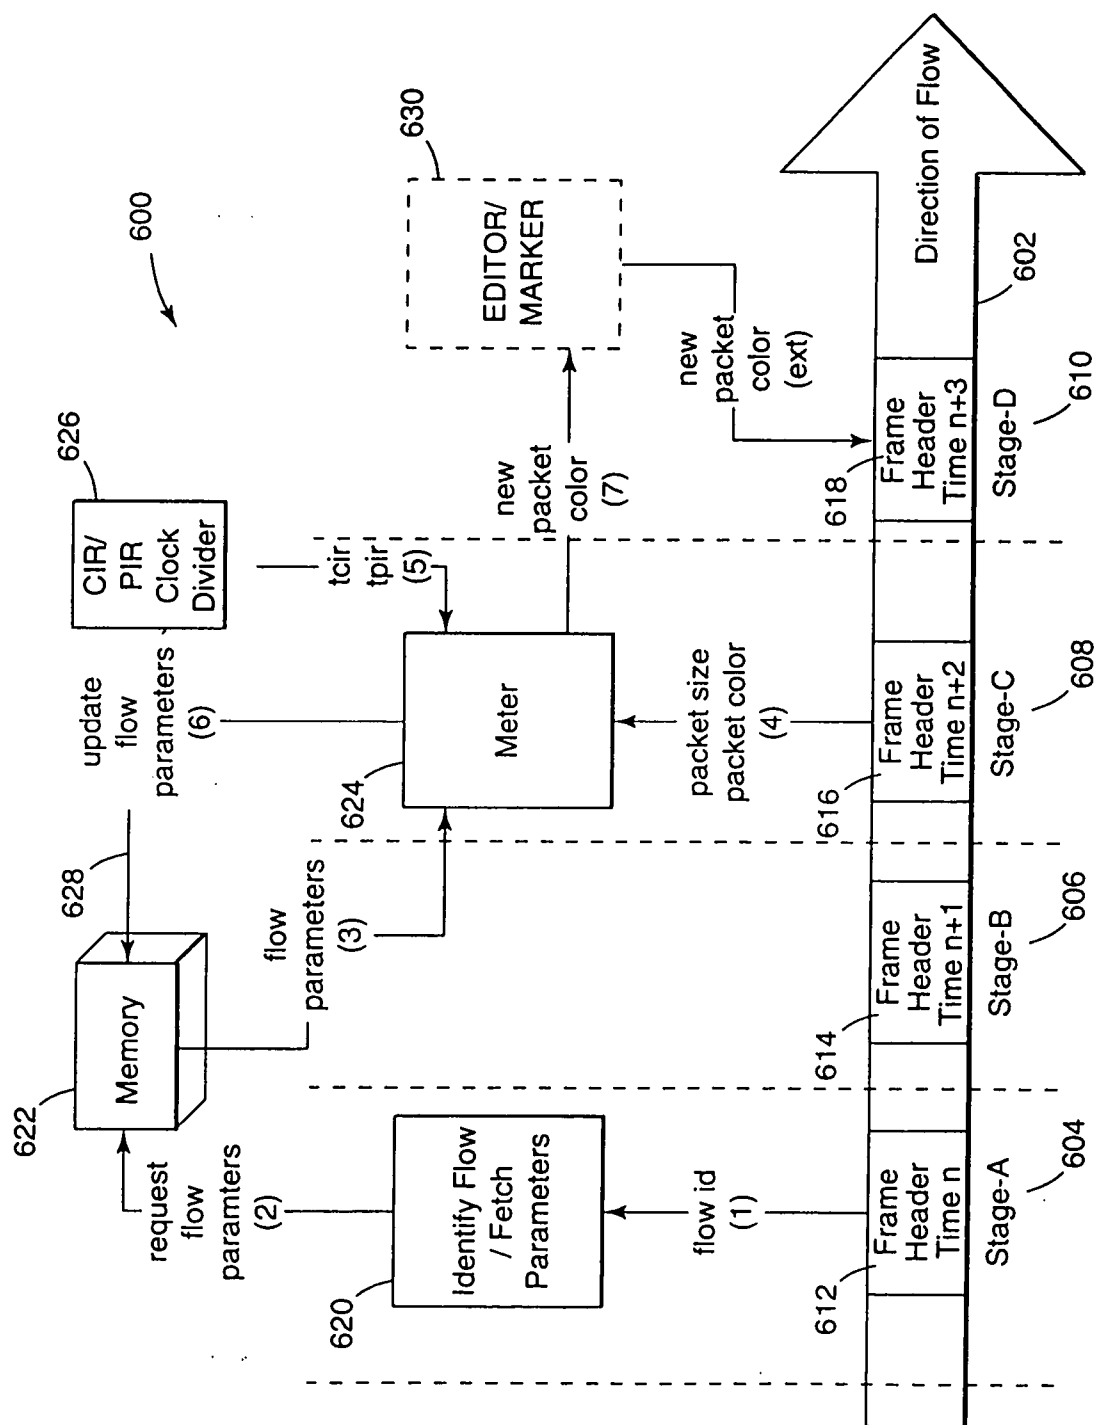 600
622
Memory
628
update
flow
parameters
(6)
626
CIR/
PIR
Clock
Divider
request
flow
paramters
(2)
flow
parameters
(3)
tcir
tpir
(5)
630
EDITOR/
MARKER
620
Identify Flow
/ Fetch
Parameters
624
Meter
new
packet
color
(7)
flow id
(1)
packet size
packet color
(4)
new
packet
color
(ext)
612
Frame
Header
Time n
614
Frame
Header
Time n+1
616
Frame
Header
Time n+2
618
Frame
Header
Time n+3
Direction of Flow
Stage-A
604
Stage-B
606
Stage-C
608
Stage-D
610
602